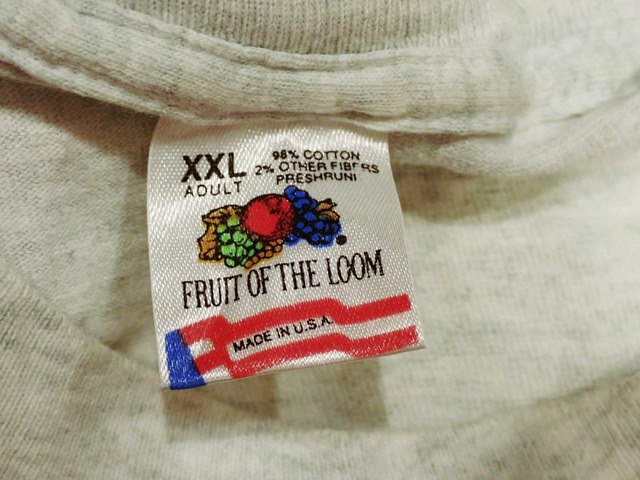 XXL
ADULT
98% COTTON
2% OTHER FIBERS
PRESHRUNK
FRUIT OF THE LOOM
MADE IN U.S.A.